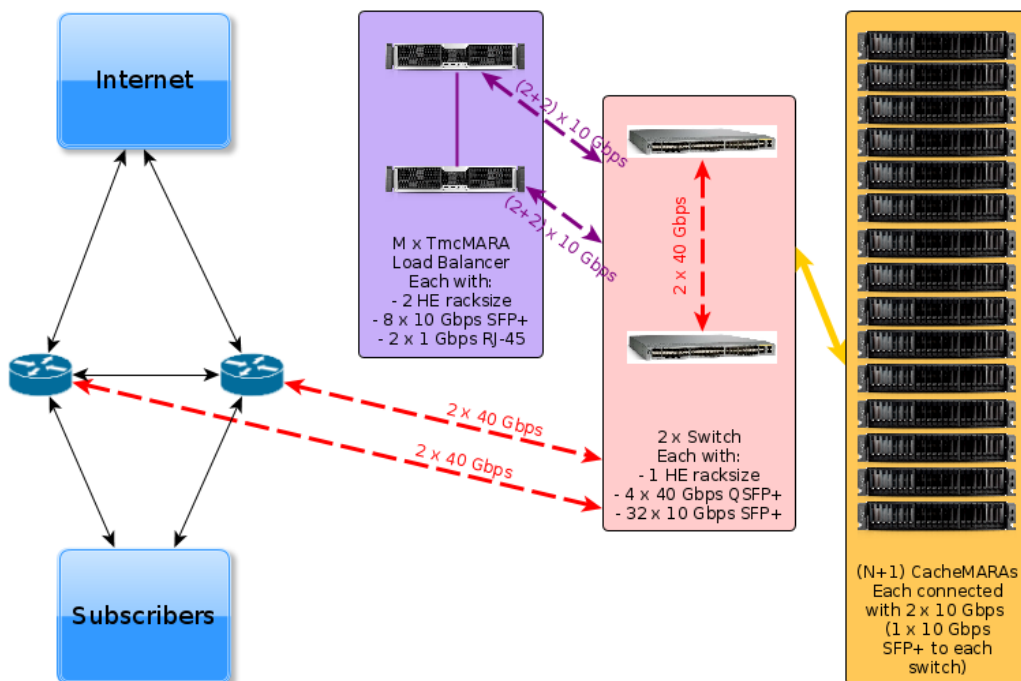 Internet
(2+2) x 10 Gbps
(2+2) x 10 Gbps
M x TmcMARA
Load Balancer
Each with:
- 2 HE racksize
- 8 x 10 Gbps SFP+
- 2 x 1 Gbps RJ-45
2 x 40 Gbps
2 x 40 Gbps
2 x 40 Gbps
2 x Switch
Each with:
- 1 HE racksize
- 4 x 40 Gbps QSFP+
- 32 x 10 Gbps SFP+
(N+1) CacheMARAs
Each connected
with 2 x 10 Gbps
(1 x 10 Gbps
SFP+ to each
switch)
Subscribers